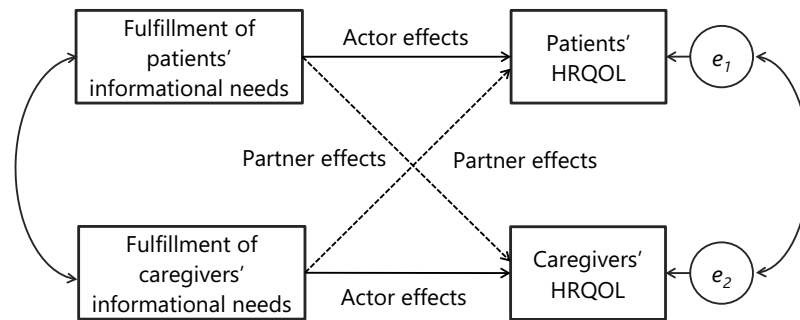 Fulfillment of
patients’
informational needs
Actor effects
Patients’
HRQOL
e1
Partner effects
Partner effects
Fulfillment of
caregivers’
informational needs
Actor effects
Caregivers’
HRQOL
e2